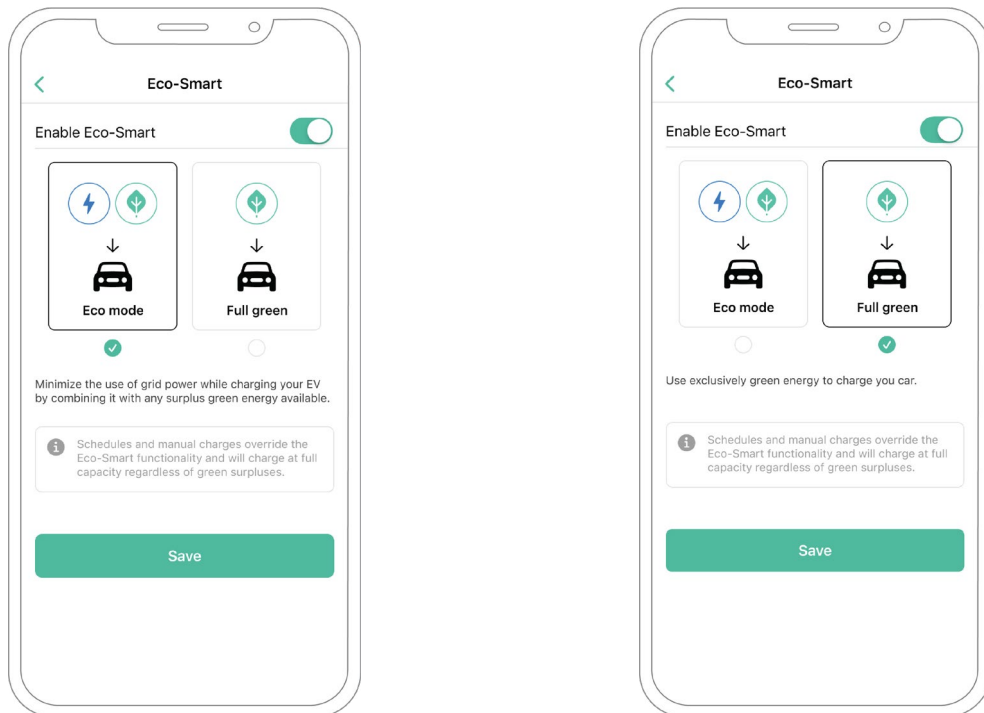 Eco-Smart
Enable Eco-Smart
Eco mode
Full green
Minimize the use of grid power while charging your EV
by combining it with any surplus green energy available.
Schedules and manual charges override the
Eco-Smart functionality and will charge at full
capacity regardless of green surpluses.
Save
Eco-Smart
Enable Eco-Smart
Eco mode
Full green
Use exclusively green energy to charge you car.
Schedules and manual charges override the
Eco-Smart functionality and will charge at full
capacity regardless of green surpluses.
Save